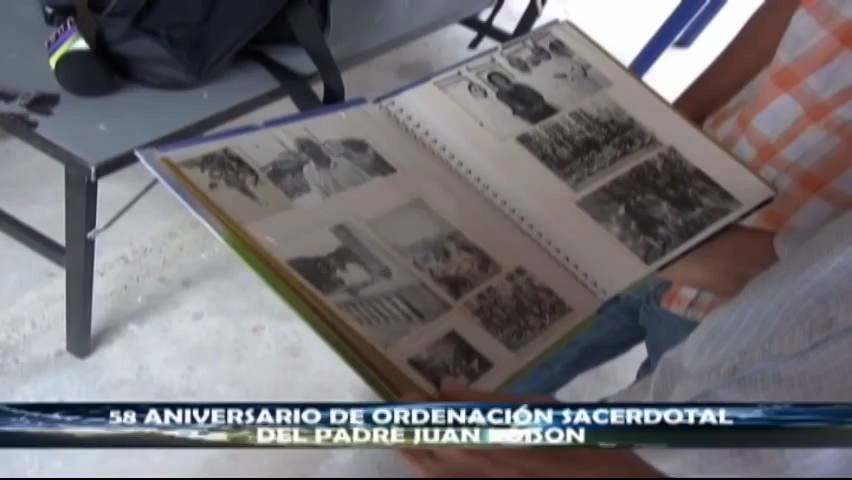 58 ANIVERSARIO DE ORDENACIÓN SACERDOTAL
DEL PADRE JUAN